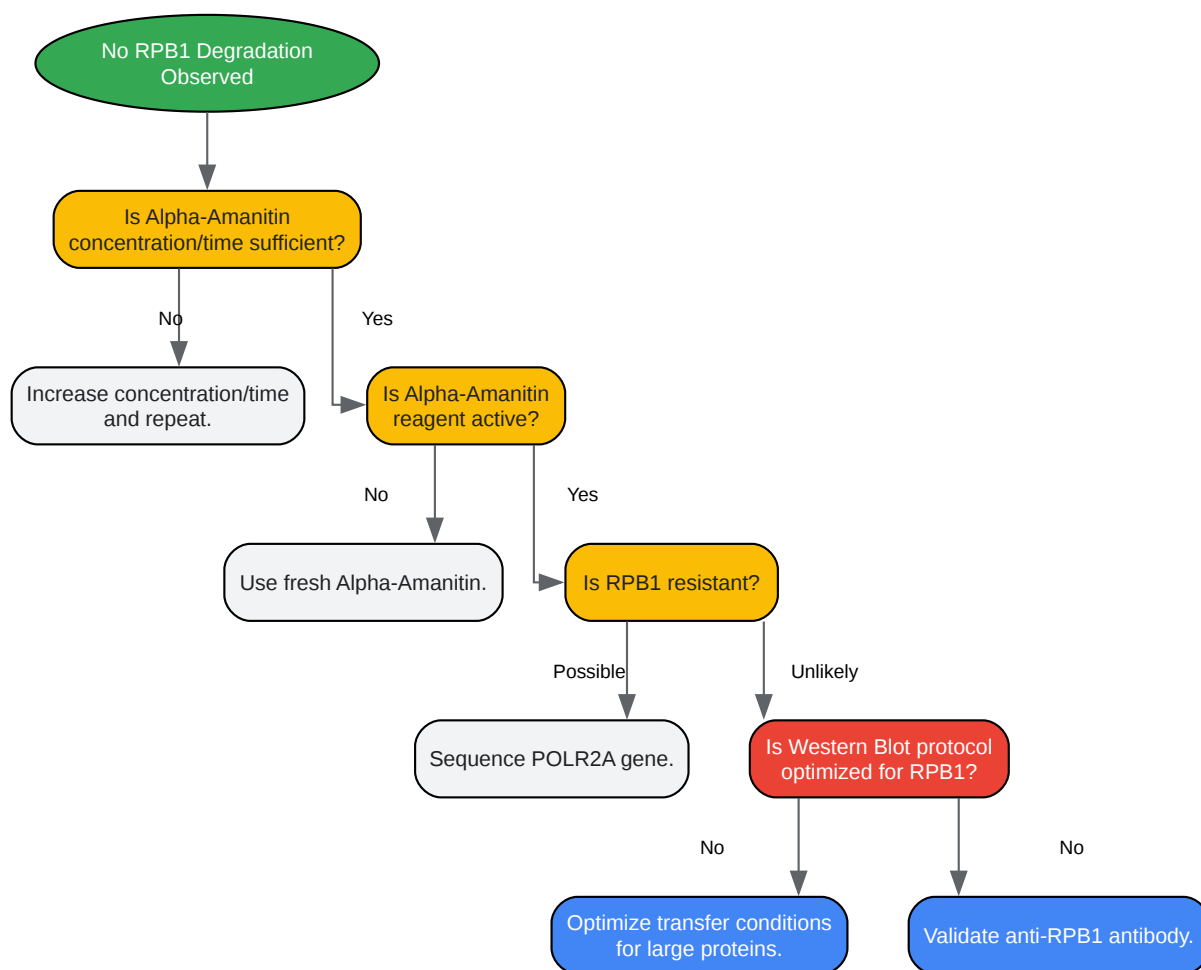 No RPB1 Degradation
Observed
Is Alpha-Amanitin
concentration/time sufficient?
No
Yes
Increase concentration/time
and repeat.
Is Alpha-Amanitin
reagent active?
No
Yes
Use fresh Alpha-Amanitin.
Is RPB1 resistant?
Possible
Unlikely
Sequence POLR2A gene.
Is Western Blot protocol
optimized for RPB1?
No
No
Optimize transfer conditions
for large proteins.
Validate anti-RPB1 antibody.